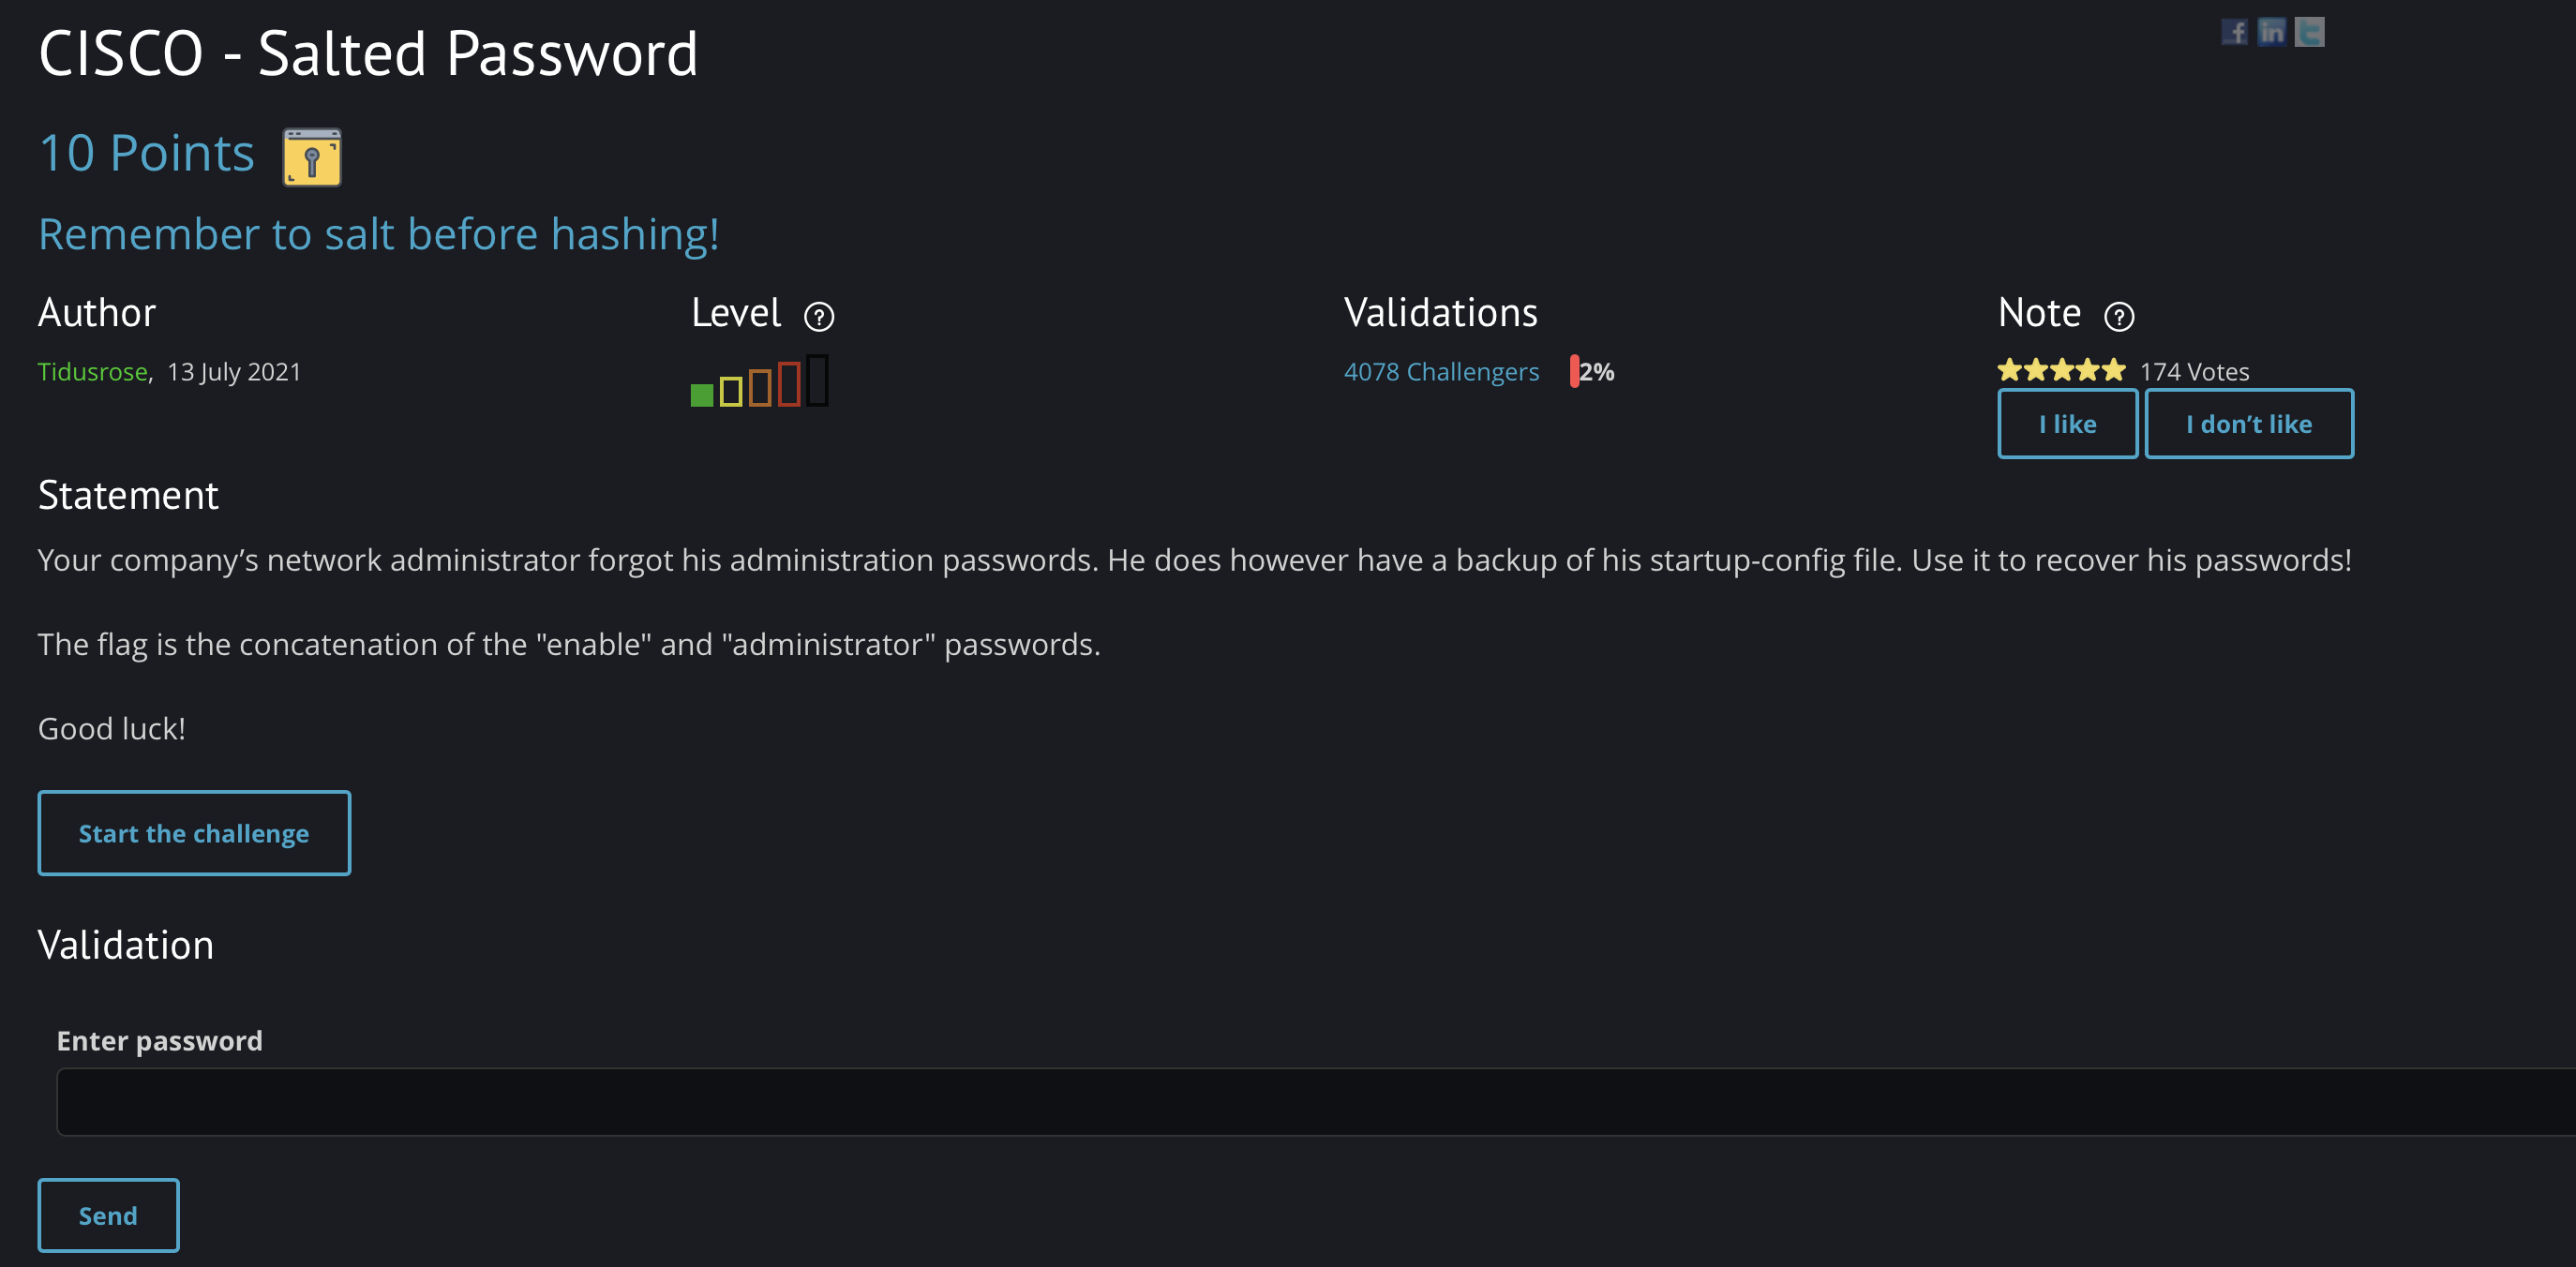 CISCO - Salted Password
10 Points
Remember to salt before hashing!
Author
Level ?
Validations
Note ?
Tidusrose, 13 July 2021
4078 Challengers 2%
174 Votes
I like
I don’t like
Statement
Your company’s network administrator forgot his administration passwords. He does however have a backup of his startup-config file. Use it to recover his passwords!
The flag is the concatenation of the "enable" and "administrator" passwords.
Good luck!
Start the challenge
Validation
Enter password
Send